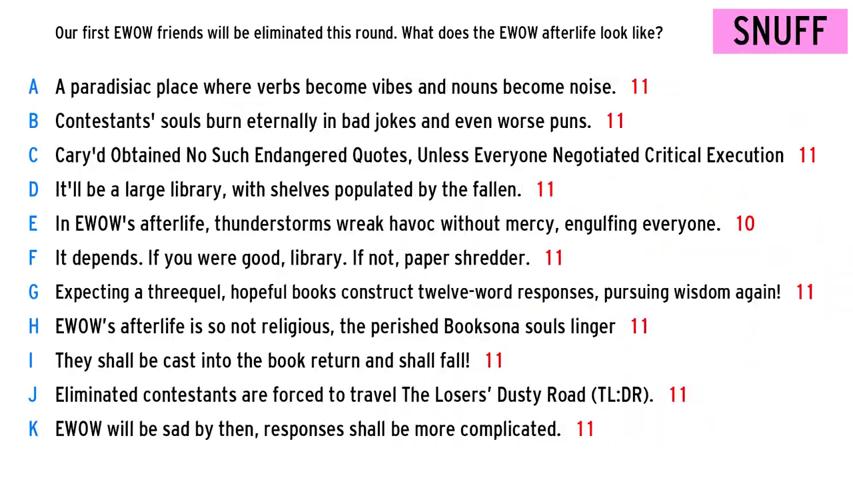 Our first EWOW friends will be eliminated this round. What does the EWOW afterlife look like?
SNUFF
A A paradisiac place where verbs become vibes and nouns become noise. 11
B Contestants' souls burn eternally in bad jokes and even worse puns. 11
C Cary'd Obtained No Such Endangered Quotes, Unless Everyone Negotiated Critical Execution 11
D It'll be a large library, with shelves populated by the fallen. 11
E In EWOW's afterlife, thunderstorms wreak havoc without mercy, engulfing everyone. 10
F It depends. If you were good, library. If not, paper shredder. 11
G Expecting a threequel, hopeful books construct twelve-word responses, pursuing wisdom again! 11
H EWOW's afterlife is so not religious, the perished Booksona souls linger 11
I They shall be cast into the book return and shall fall! 11
J Eliminated contestants are forced to travel The Losers' Dusty Road (TL:DR). 11
K EWOW will be sad by then, responses shall be more complicated. 11